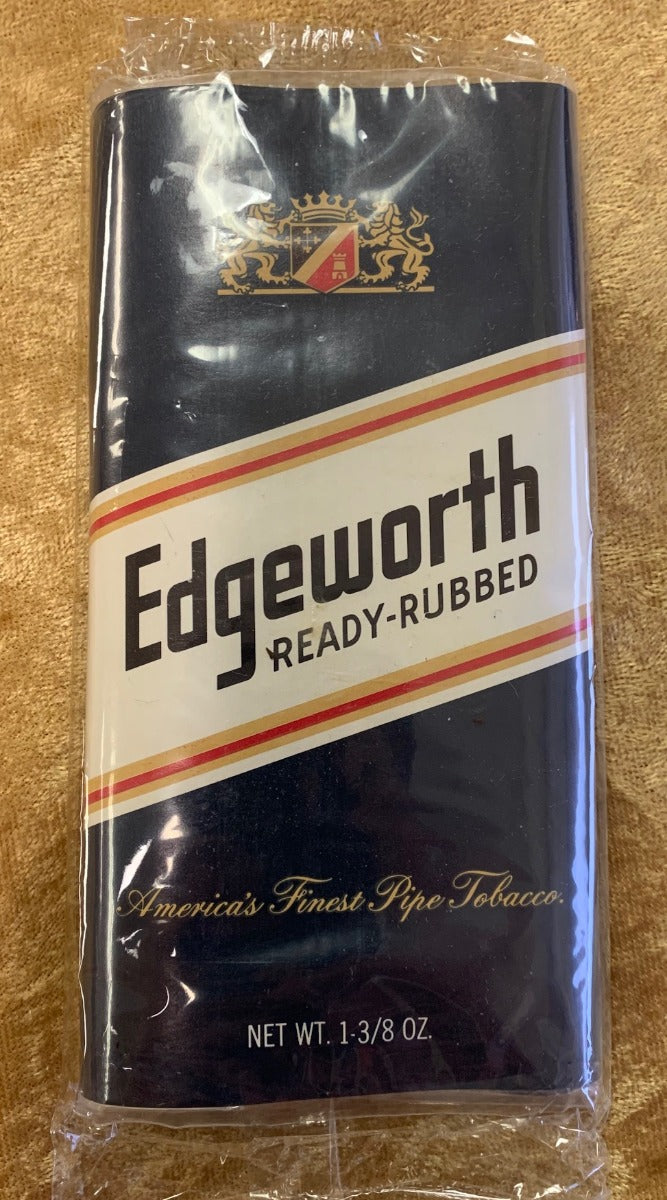 Edgeworth
READY-RUBBED
America's Finest Pipe Tobacco.
NET WT. 1-3/8 OZ.